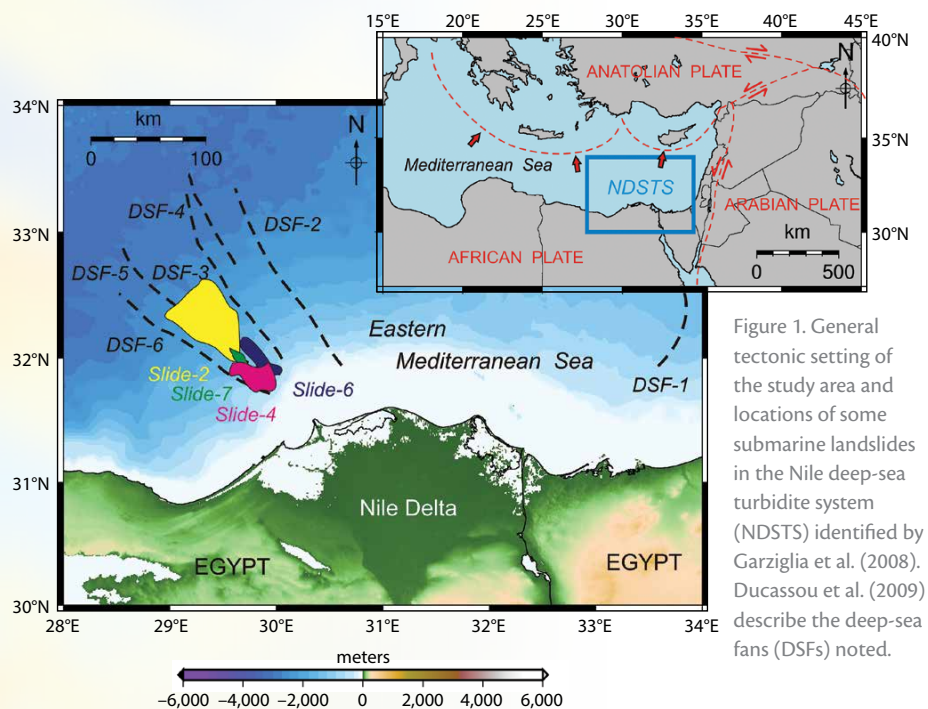 15°E 20°E 25°E 30°E 35°E 40°E 45°E
40°N
N
ANATOLIAN PLATE
35°N
Mediterranean Sea
NDSTS
ARABIAN PLATE
30°N
AFRICAN PLATE
km
0 500
34°N
km
0 100
N
DSF-4
DSF-2
33°N
DSF-5
DSF-3
DSF-6
Eastern
Mediterranean Sea
32°N
DSF-1
Slide-2
Slide-7
Slide-6
Slide-4
31°N
Nile Delta
EGYPT
EGYPT
30°N
28°E 29°E 30°E 31°E 32°E 33°E 34°E
meters
–6,000 –4,000 –2,000 0 2,000 4,000 6,000
Figure 1. General
tectonic setting of
the study area and
locations of some
submarine landslides
in the Nile deep-sea
turbidite system
(NDSTS) identified by
Garziglia et al. (2008).
Ducassou et al. (2009)
describe the deep-sea
fans (DSFs) noted.